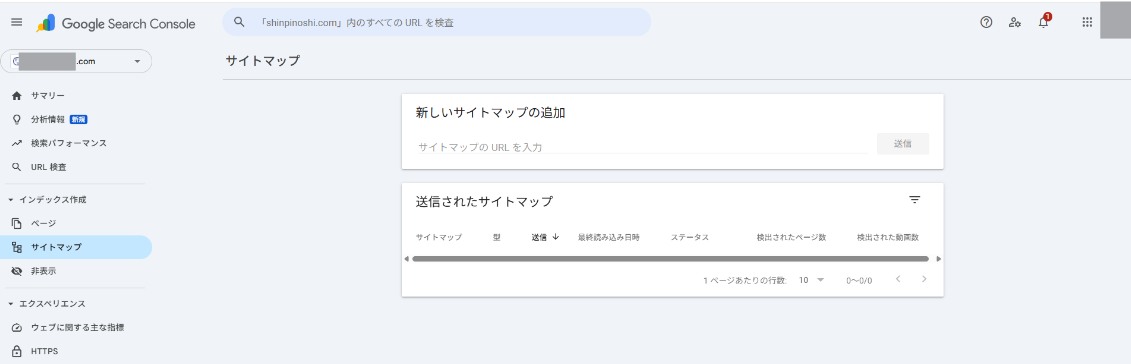 Google Search Console
「shinpinoshi.com」内のすべての URL を検査
1
.com
サイトマップ
サマリー
分析情報 新規
検索パフォーマンス
URL 検査
インデックス作成
ページ
サイトマップ
非表示
エクスペリエンス
ウェブに関する主な指標
HTTPS
新しいサイトマップの追加
サイトマップの URL を入力
送信
送信されたサイトマップ
サイトマップ 型 送信 最終読み込み日時 ステータス 検出されたページ数 検出された動画数
1 ページあたりの行数: 10 0～0/0